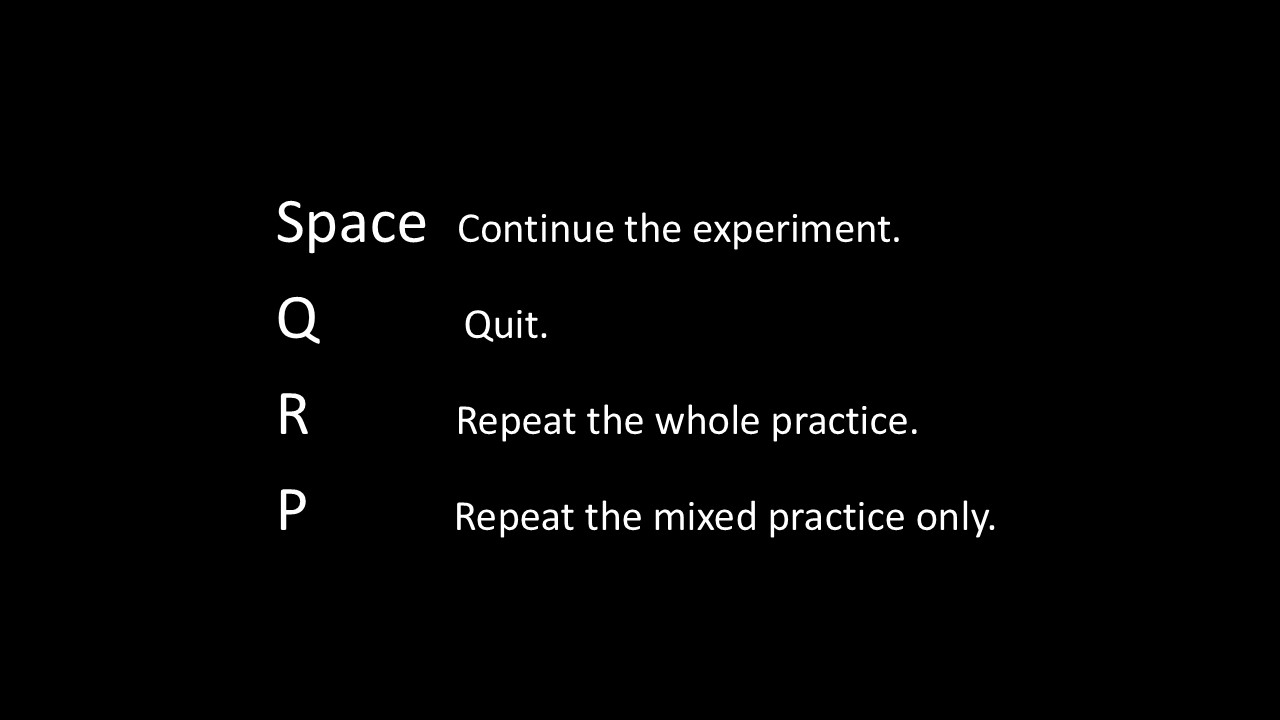 Space Continue the experiment.
Q Quit.
R Repeat the whole practice.
P Repeat the mixed practice only.